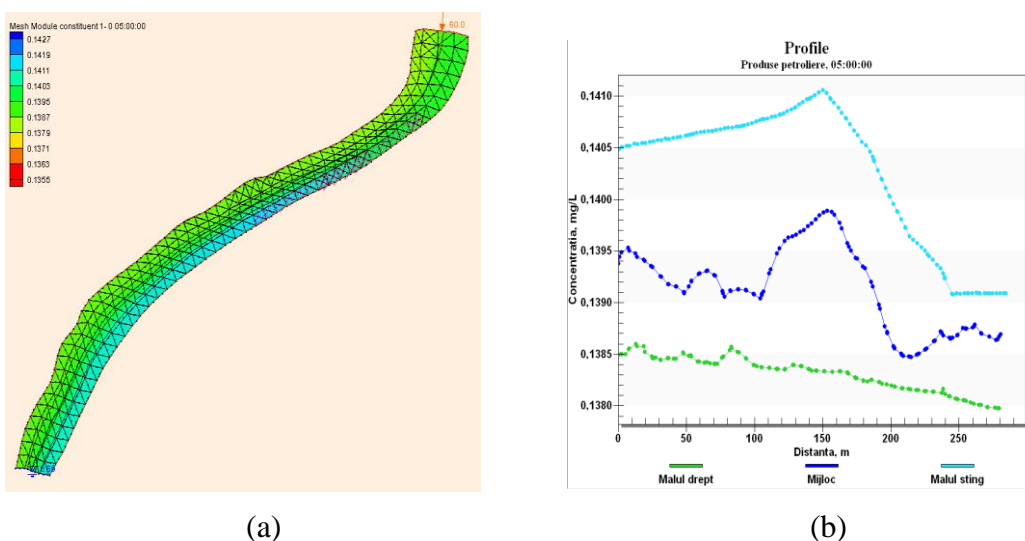 Mesh Module constituent 1- 0 05:00:00
0.1427
0.1419
0.1411
0.1403
0.1395
0.1387
0.1379
0.1371
0.1363
0.1355
60.0
(a)
Profile
Produse petroliere, 05:00:00
Concentratia, mg/L
0,1410
0,1405
0,1400
0,1395
0,1390
0,1385
0,1380
0 50 100 150 200 250
Distanta, m
Malul drept Mijloc Malul sting
(b)